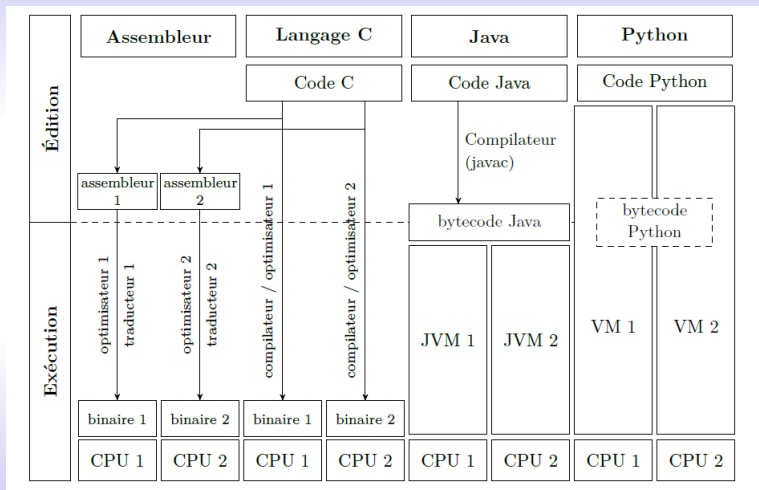 Assembleur
Langage C
Java
Python
Édition
Code C
Code Java
Code Python
Compilateur
(javac)
assembleur
1
assembleur
2
compilateur / optimisateur 1
compilateur / optimisateur 2
bytecode Java
bytecode
Python
Exécution
optimisateur 1
traducteur 1
optimisateur 2
traducteur 2
JVM 1
JVM 2
VM 1
VM 2
binaire 1
binaire 2
binaire 1
binaire 2
CPU 1
CPU 2
CPU 1
CPU 2
CPU 1
CPU 2
CPU 1
CPU 2